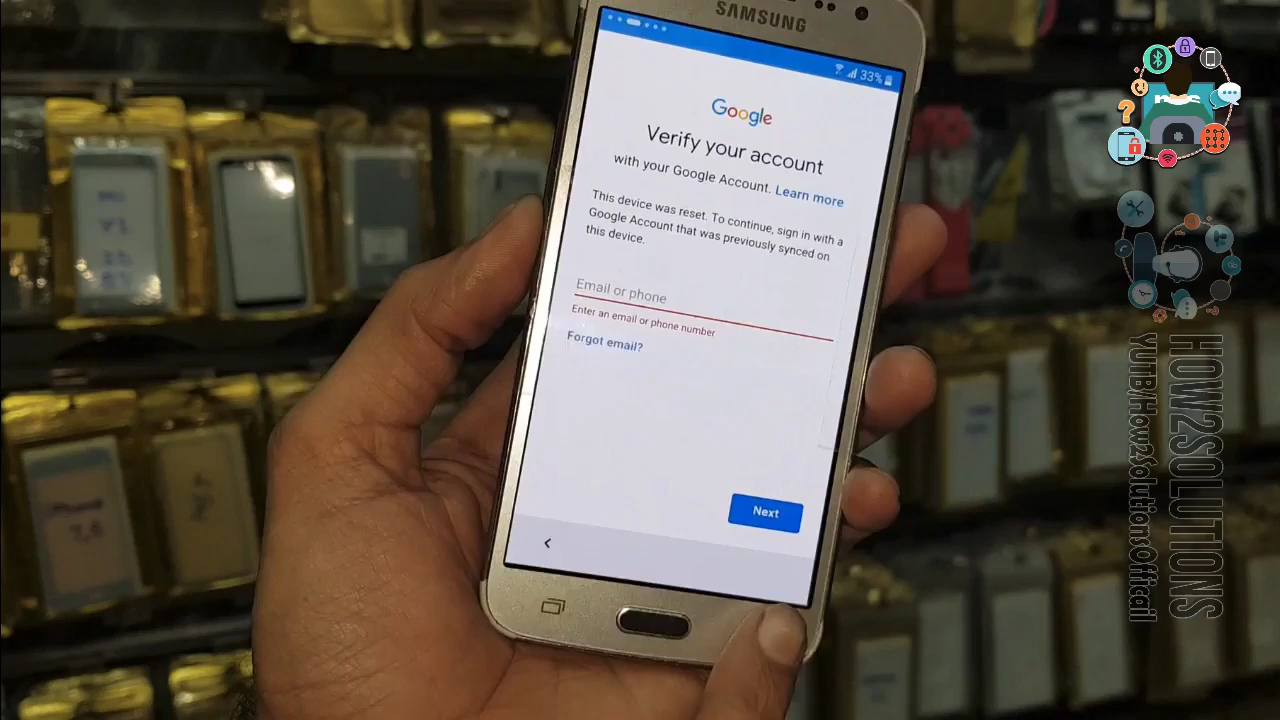 SAMSUNG
33%
Google
Verify your account
with your Google Account. Learn more
This device was reset. To continue, sign in with a
Google Account that was previously synced on
this device.
Email or phone
Enter an email or phone number
Forgot email?
Next
HOW2SOLUTIONS
YUTB/How2solutionsOfficail